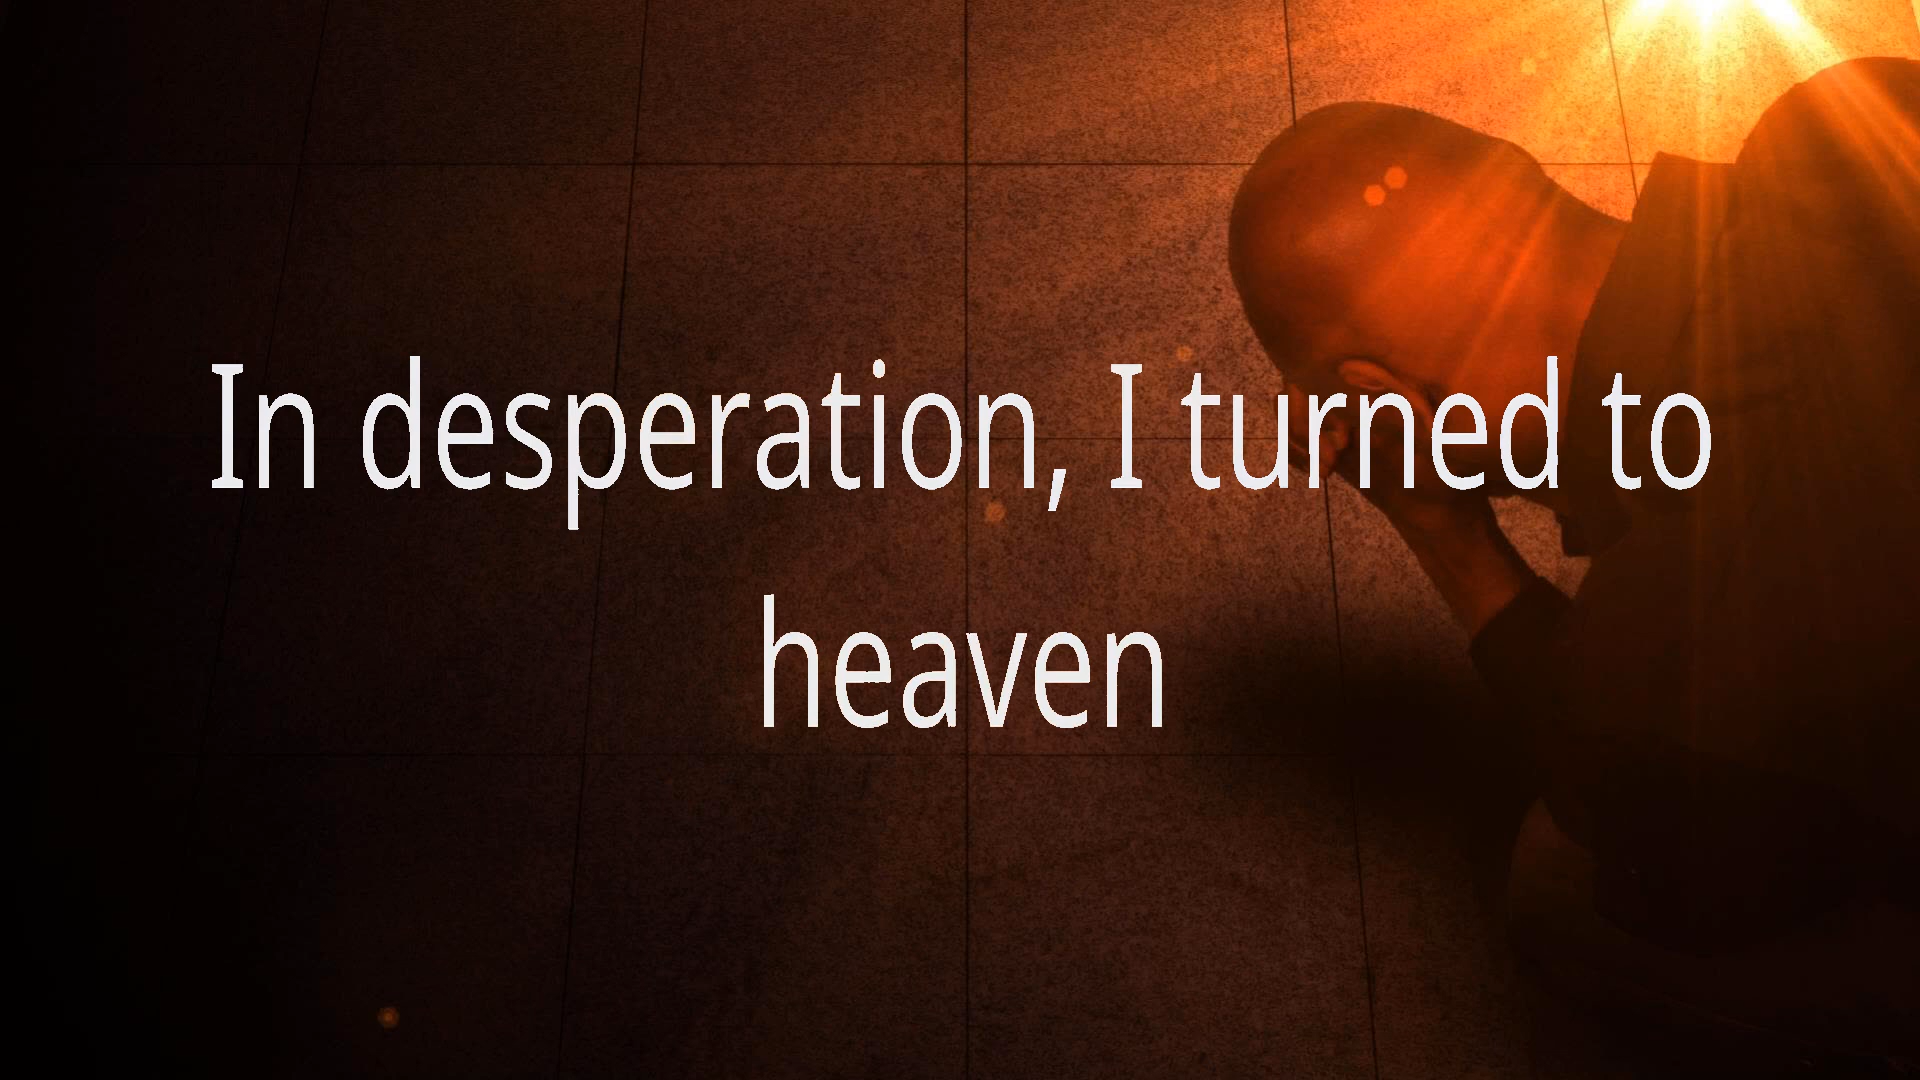 In desperation, I turned to
heaven